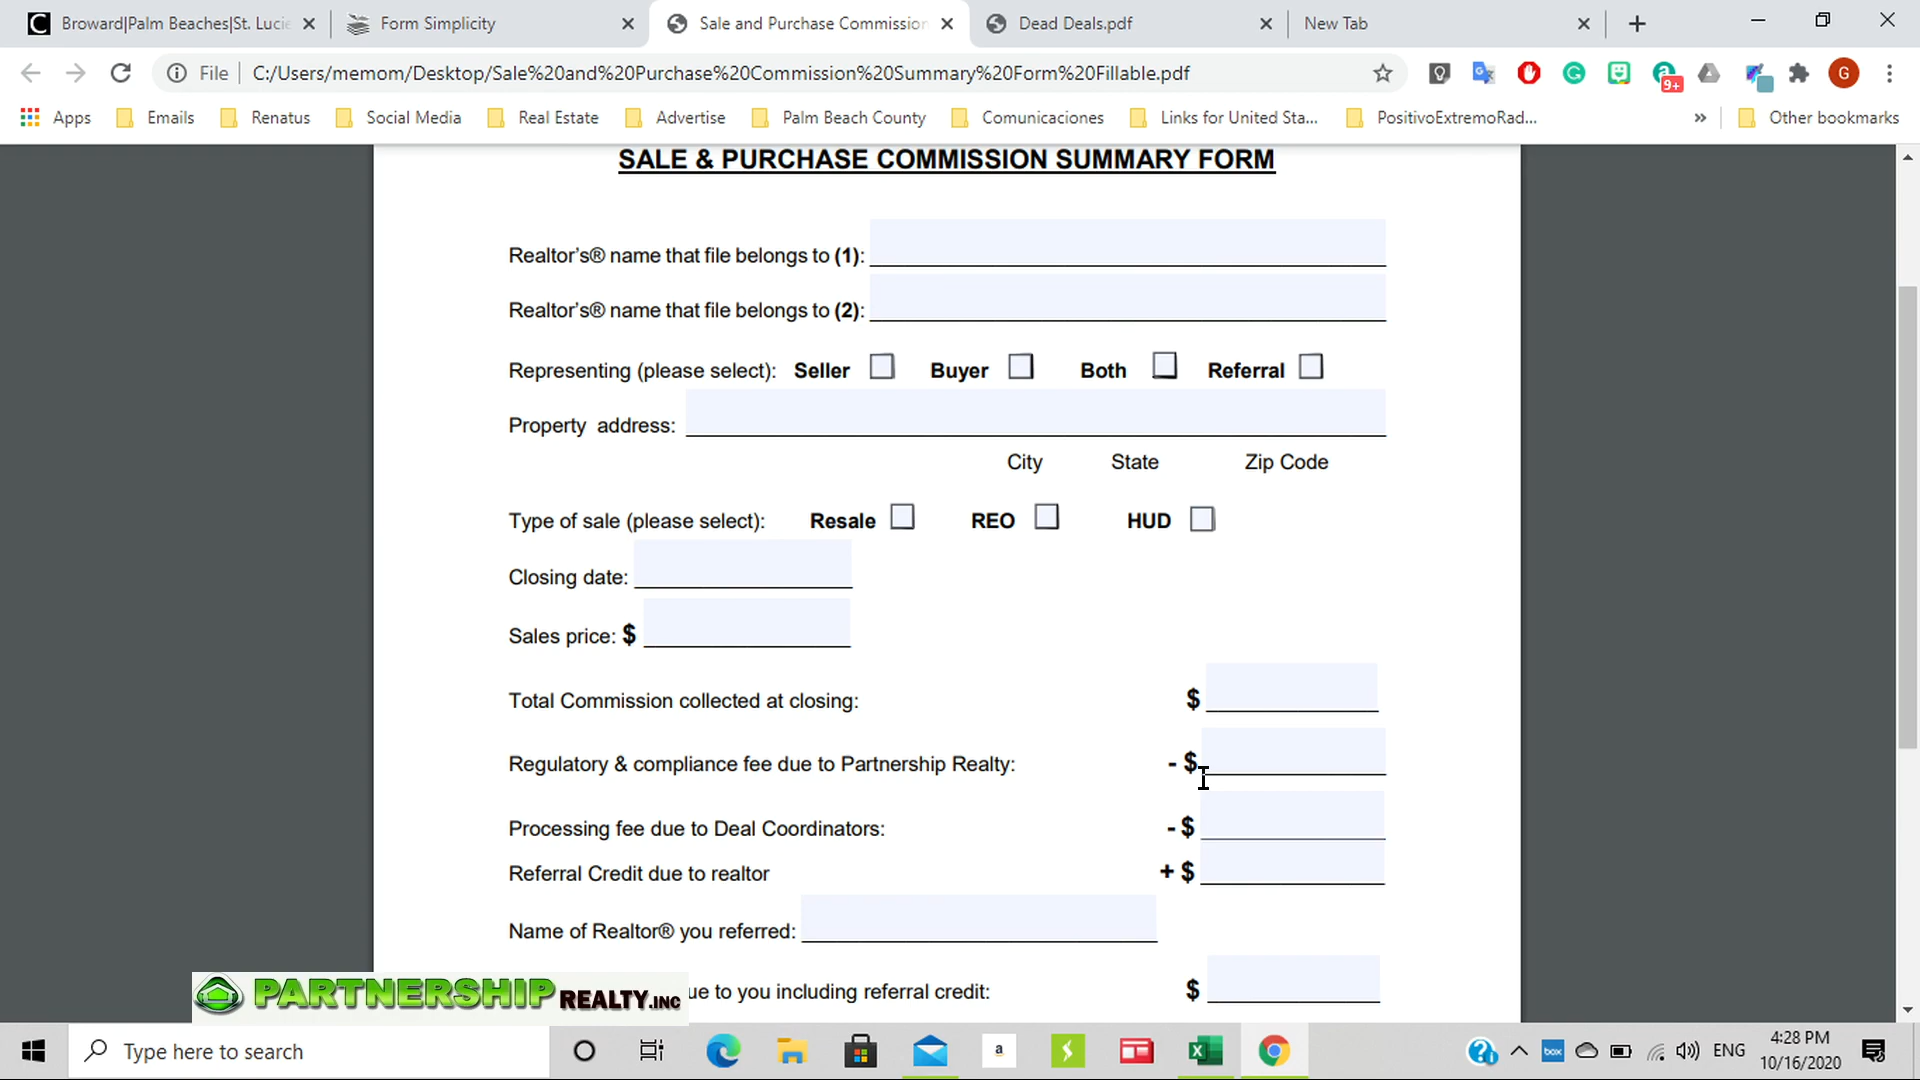 Broward|Palm Beaches|St. Lucie
Form Simplicity
Sale and Purchase Commission
Dead Deals.pdf
New Tab
File
C:/Users/memom/Desktop/Sale%20and%20Purchase%20Commission%20Summary%20Form%20Fillable.pdf
9+
G
Apps
Emails
Renatus
Social Media
Real Estate
Advertise
Palm Beach County
Comunicaciones
Links for United Sta...
PositivoExtremoRad...
»
Other bookmarks
SALE & PURCHASE COMMISSION SUMMARY FORM
Realtor's® name that file belongs to (1):
Realtor's® name that file belongs to (2):
Representing (please select): Seller Buyer Both Referral
Property address:
City State Zip Code
Type of sale (please select): Resale REO HUD
Closing date:
Sales price: $
Total Commission collected at closing: $
Regulatory & compliance fee due to Partnership Realty: - $
Processing fee due to Deal Coordinators: - $
Referral Credit due to realtor + $
Name of Realtor® you referred:
ue to you including referral credit: $
PARTNERSHIP REALTY.INC
Type here to search
a
box
ENG
4:28 PM
10/16/2020